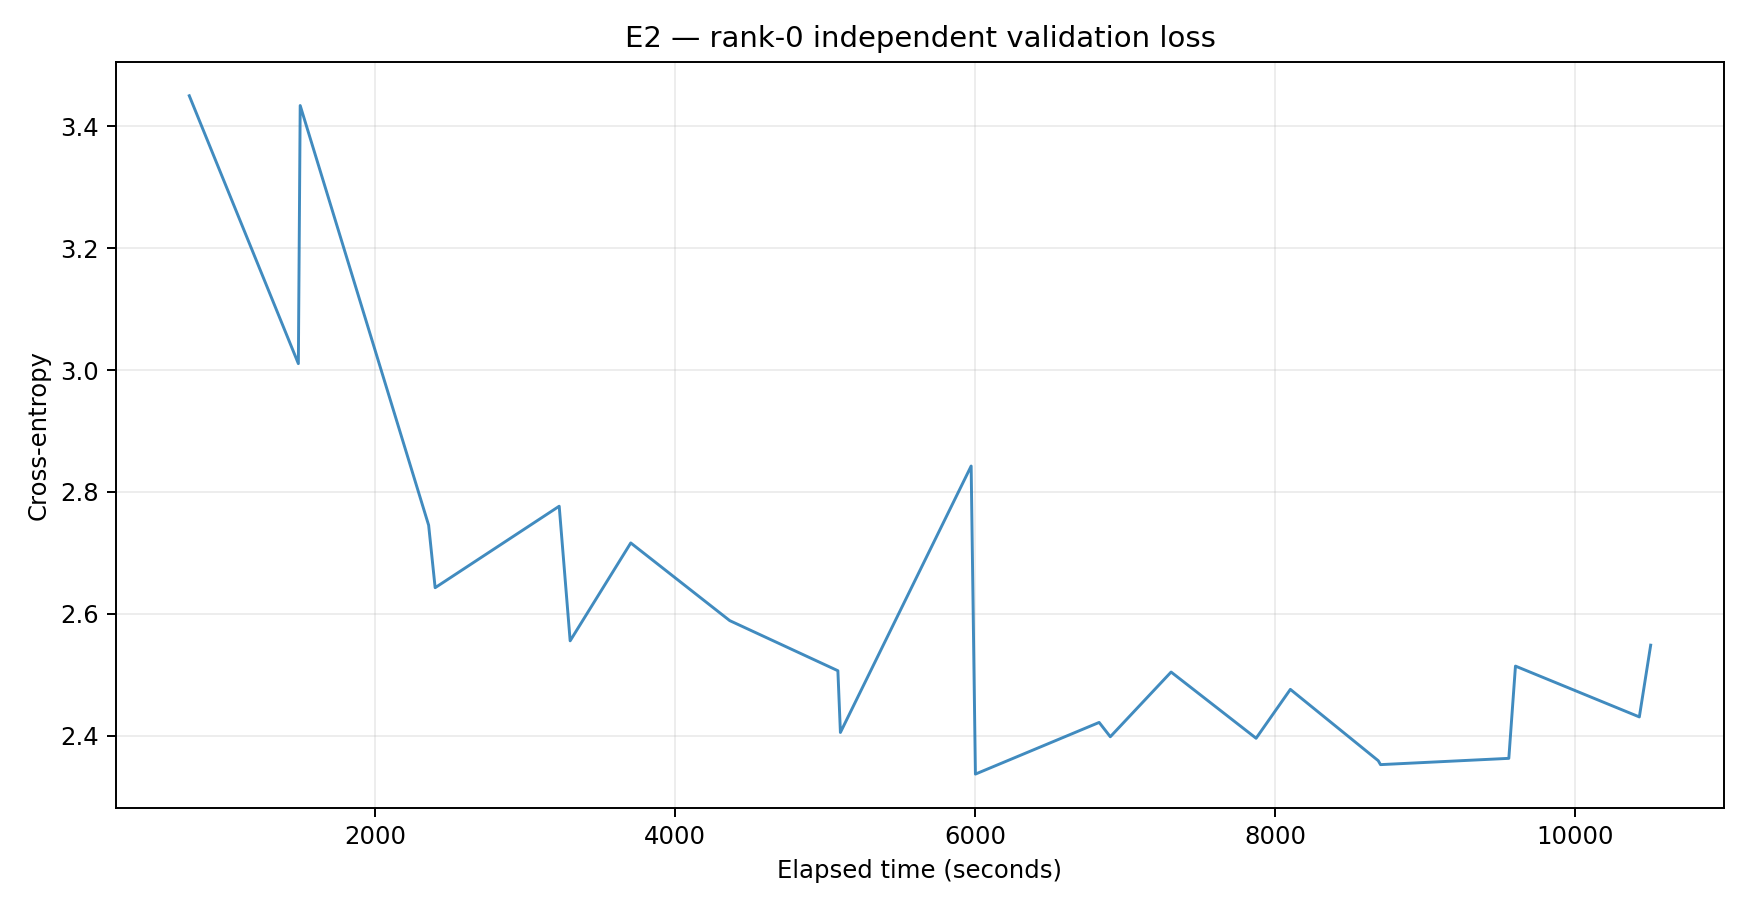 E2 — rank-0 independent validation loss
Cross-entropy
3.4
3.2
3.0
2.8
2.6
2.4
2000 4000 6000 8000 10000
Elapsed time (seconds)